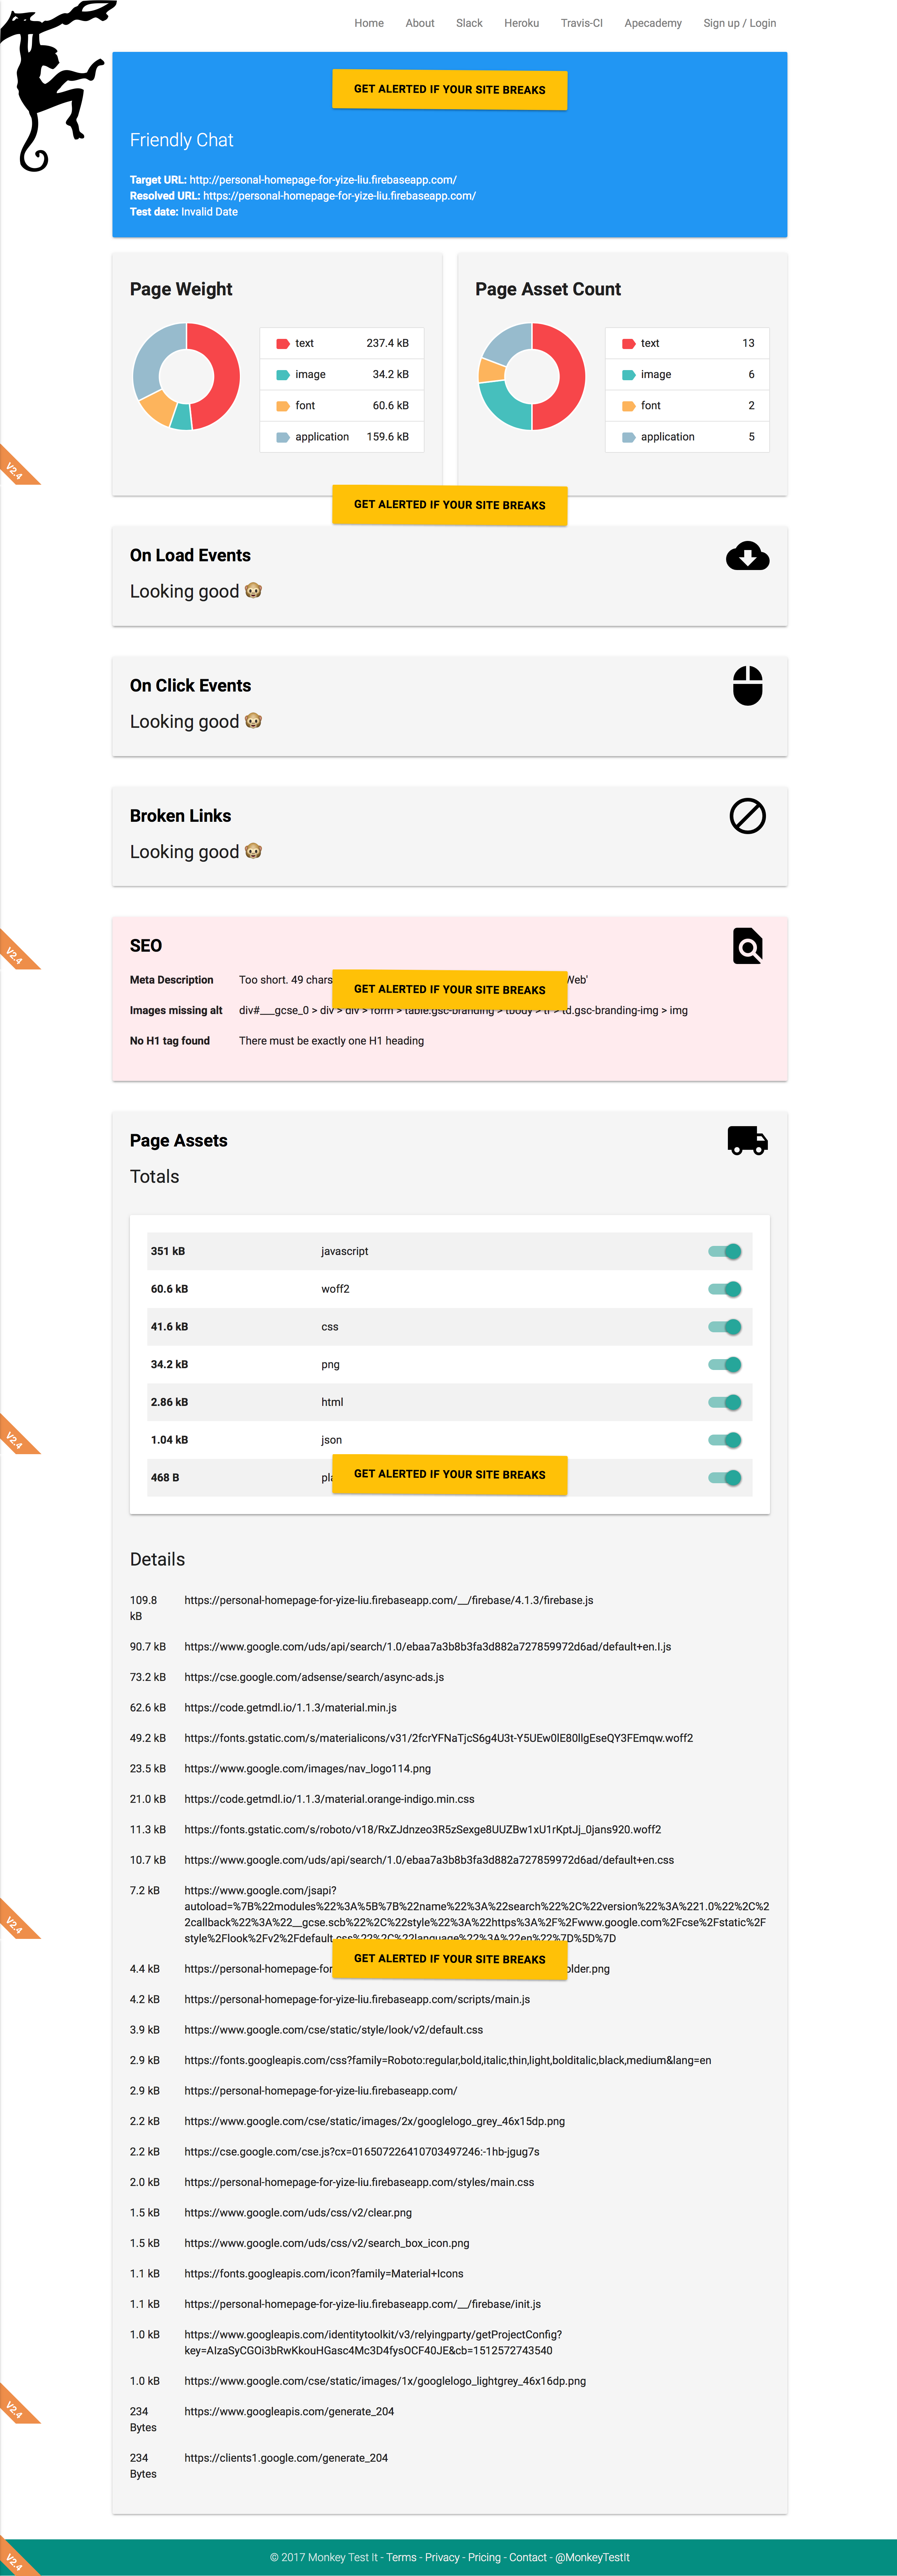 Home About Slack Heroku Travis-CI Apecademy Sign up / Login
GET ALERTED IF YOUR SITE BREAKS
Friendly Chat
Target URL: http://personal-homepage-for-yize-liu.firebaseapp.com/
Resolved URL: https://personal-homepage-for-yize-liu.firebaseapp.com/
Test date: Invalid Date
Page Weight
text 237.4 kB
image 34.2 kB
font 60.6 kB
application 159.6 kB
Page Asset Count
text 13
image 6
font 2
application 5
V2.4
GET ALERTED IF YOUR SITE BREAKS
On Load Events
Looking good
On Click Events
Looking good
Broken Links
Looking good
V2.4
SEO
Meta Description Too short. 49 chars Web'
GET ALERTED IF YOUR SITE BREAKS
Images missing alt div#___gcse_0 > div > div > form > table.gsc-branding > tbody > tr > td.gsc-branding-img > img
No H1 tag found There must be exactly one H1 heading
Page Assets
Totals
351 kB javascript
60.6 kB woff2
41.6 kB css
34.2 kB png
2.86 kB html
V2.4
1.04 kB json
468 B
GET ALERTED IF YOUR SITE BREAKS
Details
109.8 kB https://personal-homepage-for-yize-liu.firebaseapp.com/__/firebase/4.1.3/firebase.js
90.7 kB https://www.google.com/uds/api/search/1.0/ebaa7a3b8b3fa3d882a727859972d6ad/default+en.I.js
73.2 kB https://cse.google.com/adsense/search/async-ads.js
62.6 kB https://code.getmdl.io/1.1.3/material.min.js
49.2 kB https://fonts.gstatic.com/s/materialicons/v31/2fcrYFNaTjcS6g4U3t-Y5UEw0lE80llgEseQY3FEmqw.woff2
23.5 kB https://www.google.com/images/nav_logo114.png
21.0 kB https://code.getmdl.io/1.1.3/material.orange-indigo.min.css
11.3 kB https://fonts.gstatic.com/s/roboto/v18/RxZJdnzeo3R5zSexge8UUZBw1xU1rKptJj_0jans920.woff2
10.7 kB https://www.google.com/uds/api/search/1.0/ebaa7a3b8b3fa3d882a727859972d6ad/default+en.css
7.2 kB https://www.google.com/jsapi?
autoload=%7B%22modules%22%3A%5B%7B%22name%22%3A%22search%22%2C%22version%22%3A%221.0%22%2C%2
2callback%22%3A%22__gcse.scb%22%2C%22style%22%3A%22https%3A%2F%2Fwww.google.com%2Fcse%2Fstatic%2F
style%2Flook%2Fv2%2Fdefault.css%22%2C%22language%22%3A%22en%22%7D%5D%7D
V2.4
GET ALERTED IF YOUR SITE BREAKS
4.4 kB https://personal-homepage-for older.png
4.2 kB https://personal-homepage-for-yize-liu.firebaseapp.com/scripts/main.js
3.9 kB https://www.google.com/cse/static/style/look/v2/default.css
2.9 kB https://fonts.googleapis.com/css?family=Roboto:regular,bold,italic,thin,light,bolditalic,black,medium&lang=en
2.9 kB https://personal-homepage-for-yize-liu.firebaseapp.com/
2.2 kB https://www.google.com/cse/static/images/2x/googlelogo_grey_46x15dp.png
2.2 kB https://cse.google.com/cse.js?cx=016507226410703497246:-1hb-jgug7s
2.0 kB https://personal-homepage-for-yize-liu.firebaseapp.com/styles/main.css
1.5 kB https://www.google.com/uds/css/v2/clear.png
1.5 kB https://www.google.com/uds/css/v2/search_box_icon.png
1.1 kB https://fonts.googleapis.com/icon?family=Material+Icons
1.1 kB https://personal-homepage-for-yize-liu.firebaseapp.com/__/firebase/init.js
1.0 kB https://www.googleapis.com/identitytoolkit/v3/relyingparty/getProjectConfig?
key=AIzaSyCGOi3bRwKkouHGasc4Mc3D4fysOCF40JE&cb=1512572743540
1.0 kB https://www.google.com/cse/static/images/1x/googlelogo_lightgrey_46x16dp.png
V2.4
234 Bytes https://www.googleapis.com/generate_204
234 Bytes https://clients1.google.com/generate_204
V2.4
© 2017 Monkey Test It - Terms - Privacy - Pricing - Contact - @MonkeyTestIt